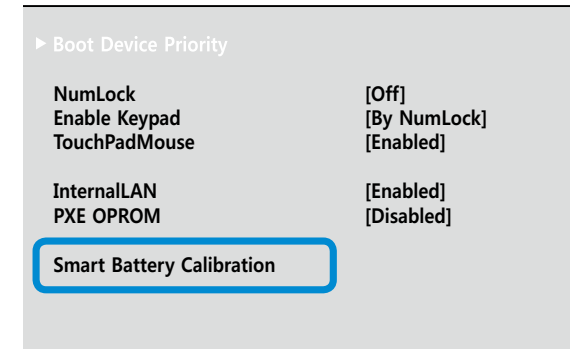 ▶ Boot Device Priority
NumLock [Off]
Enable Keypad [By NumLock]
TouchPadMouse [Enabled]
InternalLAN [Enabled]
PXE OPROM [Disabled]
Smart Battery Calibration